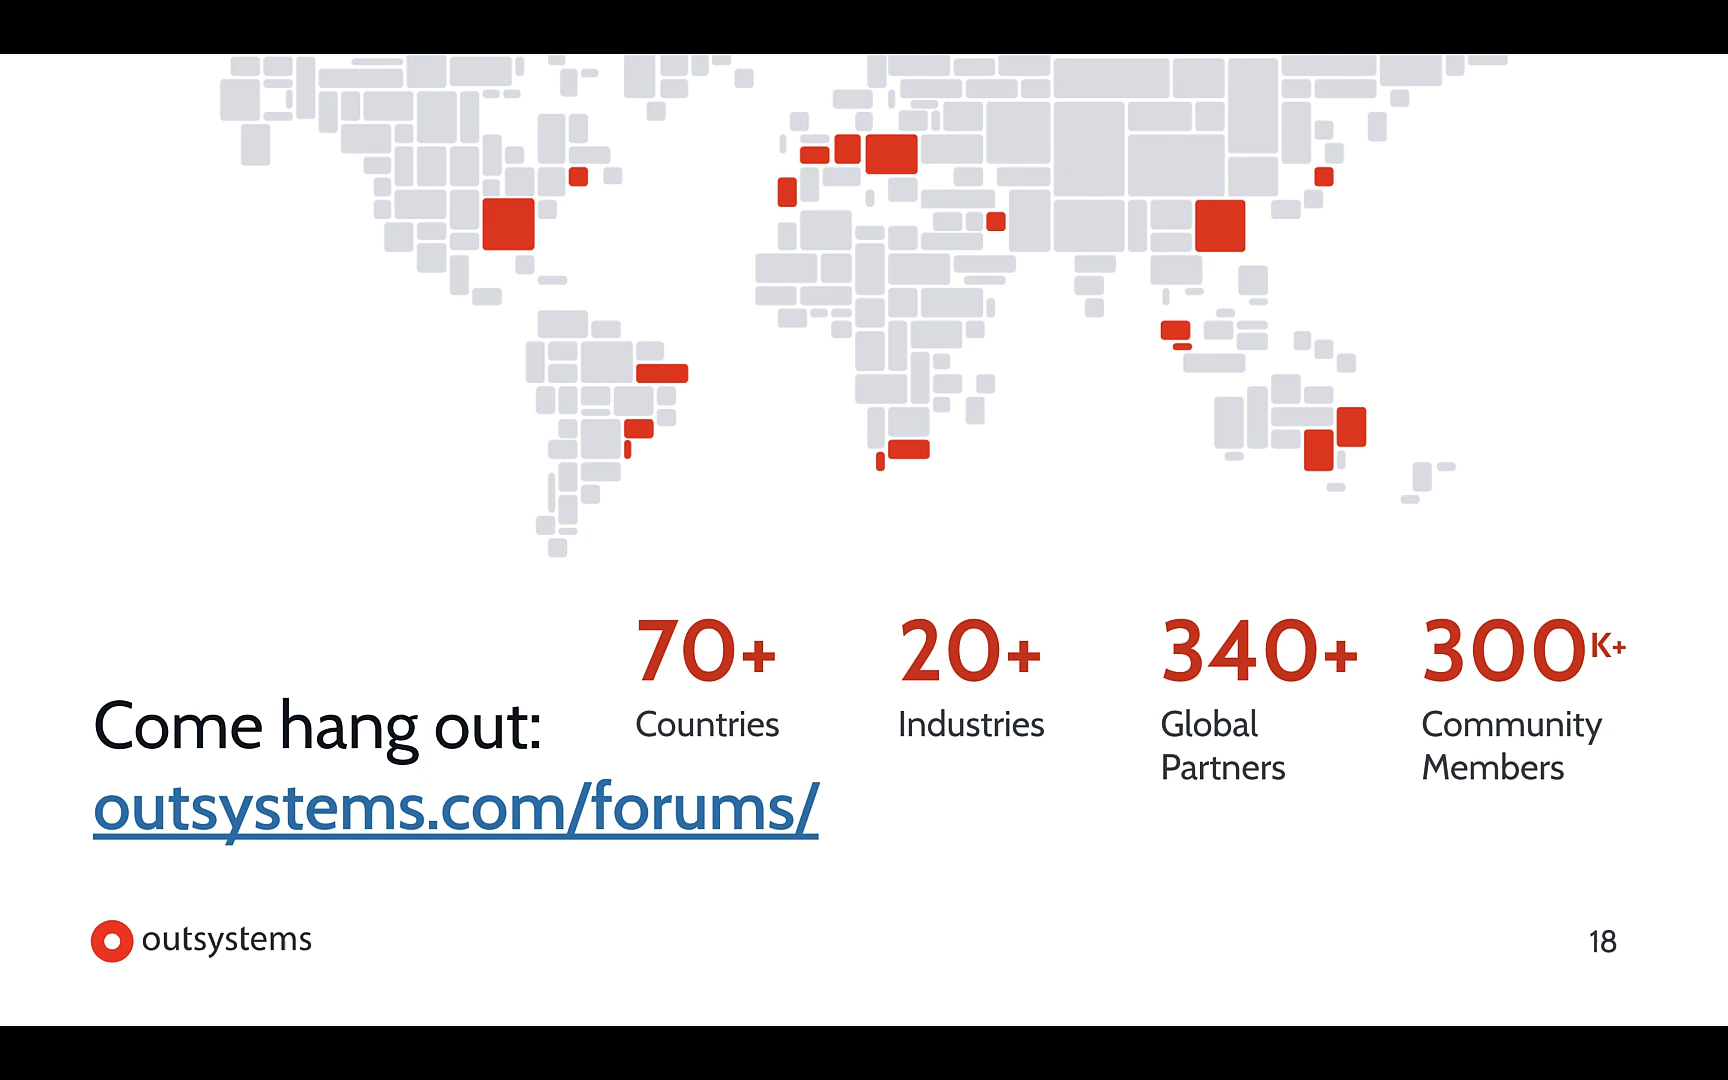 70+
Countries
20+
Industries
340+
Global
Partners
300K+
Community
Members
Come hang out:
outsystems.com/forums/
outsystems
18